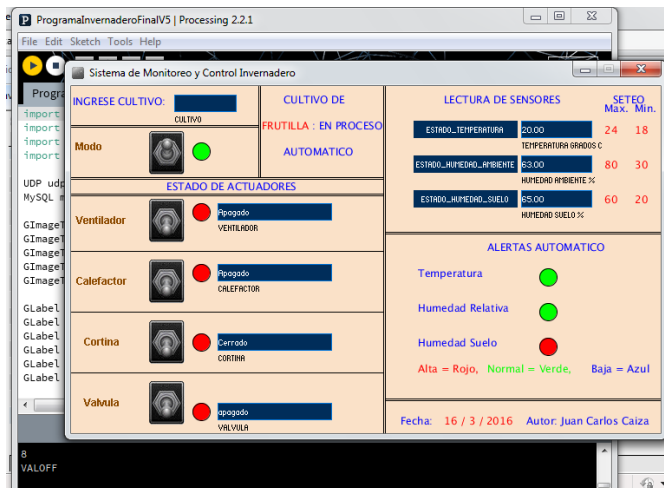 ProgramaInvernaderoFinalV5 | Processing 2.2.1
File Edit Sketch Tools Help
Sistema de Monitoreo y Control Invernadero
Progra
import
import
import
import
UDP udp
MySQL m
GImageT
GImageT
GImageT
GImageT
GImageT
GLabel
GLabel
GLabel
GLabel
GLabel
GLabel
INGRESE CULTIVO:
CULTIVO
Modo
CULTIVO DE
FRUTILLA : EN PROCESO
AUTOMATICO
ESTADO DE ACTUADORES
Ventilador
Apagado
VENTILADOR
Calefactor
Apagado
CALEFACTOR
Cortina
Cerrado
CORTINA
Valvula
apagado
VALVULA
LECTURA DE SENSORES
SETEO
Max. Min.
ESTADO_TEMPERATURA 20.00 24 18
TEMPERATURA GRADOS C
ESTADO_HUMEDAD_AMBIENTE 63.00 80 30
HUMEDAD AMBIENTE %
ESTADO_HUMEDAD_SUELO 65.00 60 20
HUMEDAD SUELO %
ALERTAS AUTOMATICO
Temperatura
Humedad Relativa
Humedad Suelo
Alta = Rojo, Normal = Verde, Baja = Azul
Fecha: 16 / 3 / 2016 Autor: Juan Carlos Caiza
8
VALOFF